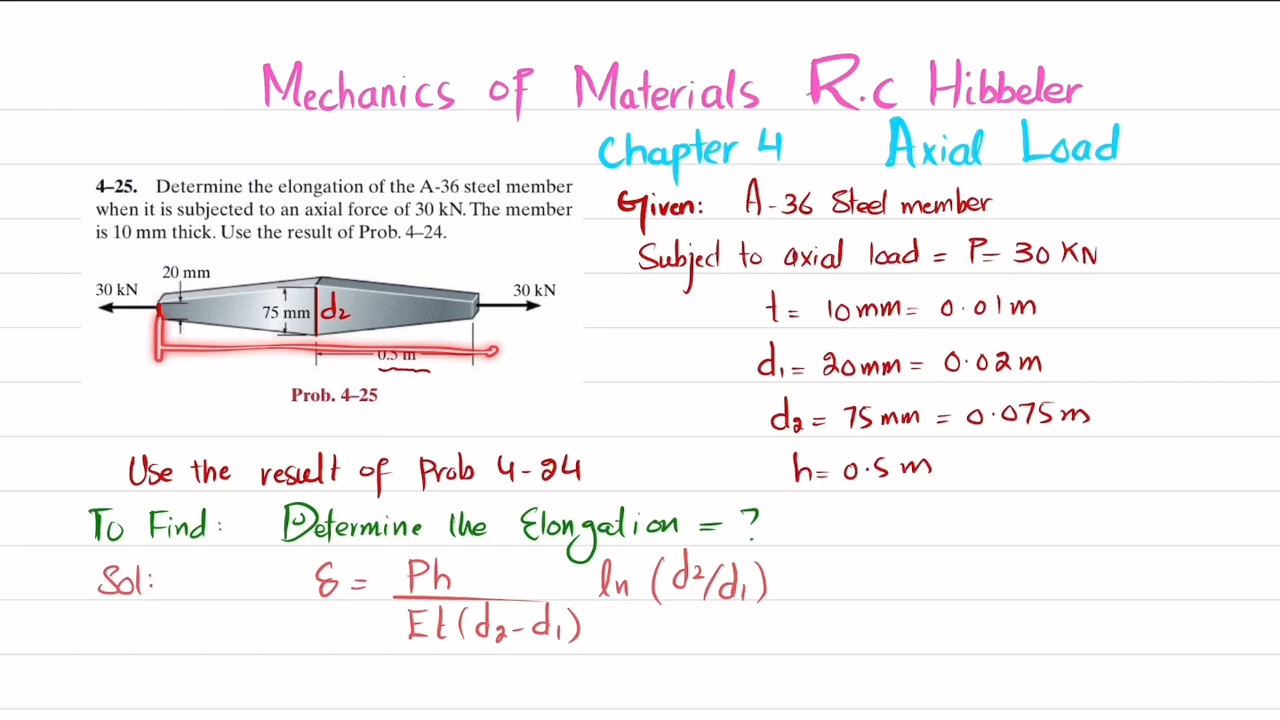 Mechanics of Materials R.c Hibbeler
Chapter 4 Axial Load
4–25. Determine the elongation of the A-36 steel member
when it is subjected to an axial force of 30 kN. The member
is 10 mm thick. Use the result of Prob. 4–24.
20 mm
30 kN
30 kN
75 mm
d2
0.5 m
Prob. 4–25
Given: A-36 Steel member
Subject to axial load = P= 30 KN
t = 10mm = 0.01m
d1 = 20mm = 0.02m
d2 = 75mm = 0.075m
h= 0.5 m
Use the result of Prob 4-24
To Find: Determine the Elongation = ?
Sol: δ = Ph / Et(d2-d1) ln (d2/d1)